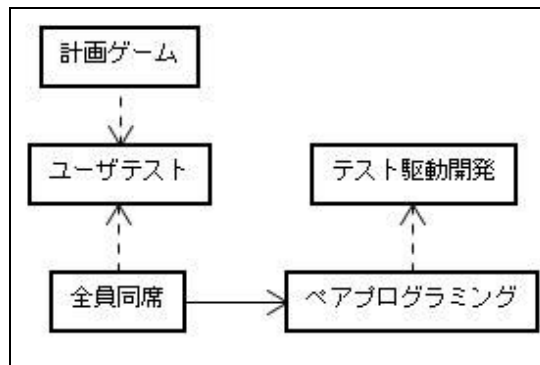 計画ゲーム
ユーザテスト
テスト駆動開発
全員同席
ペアプログラミング